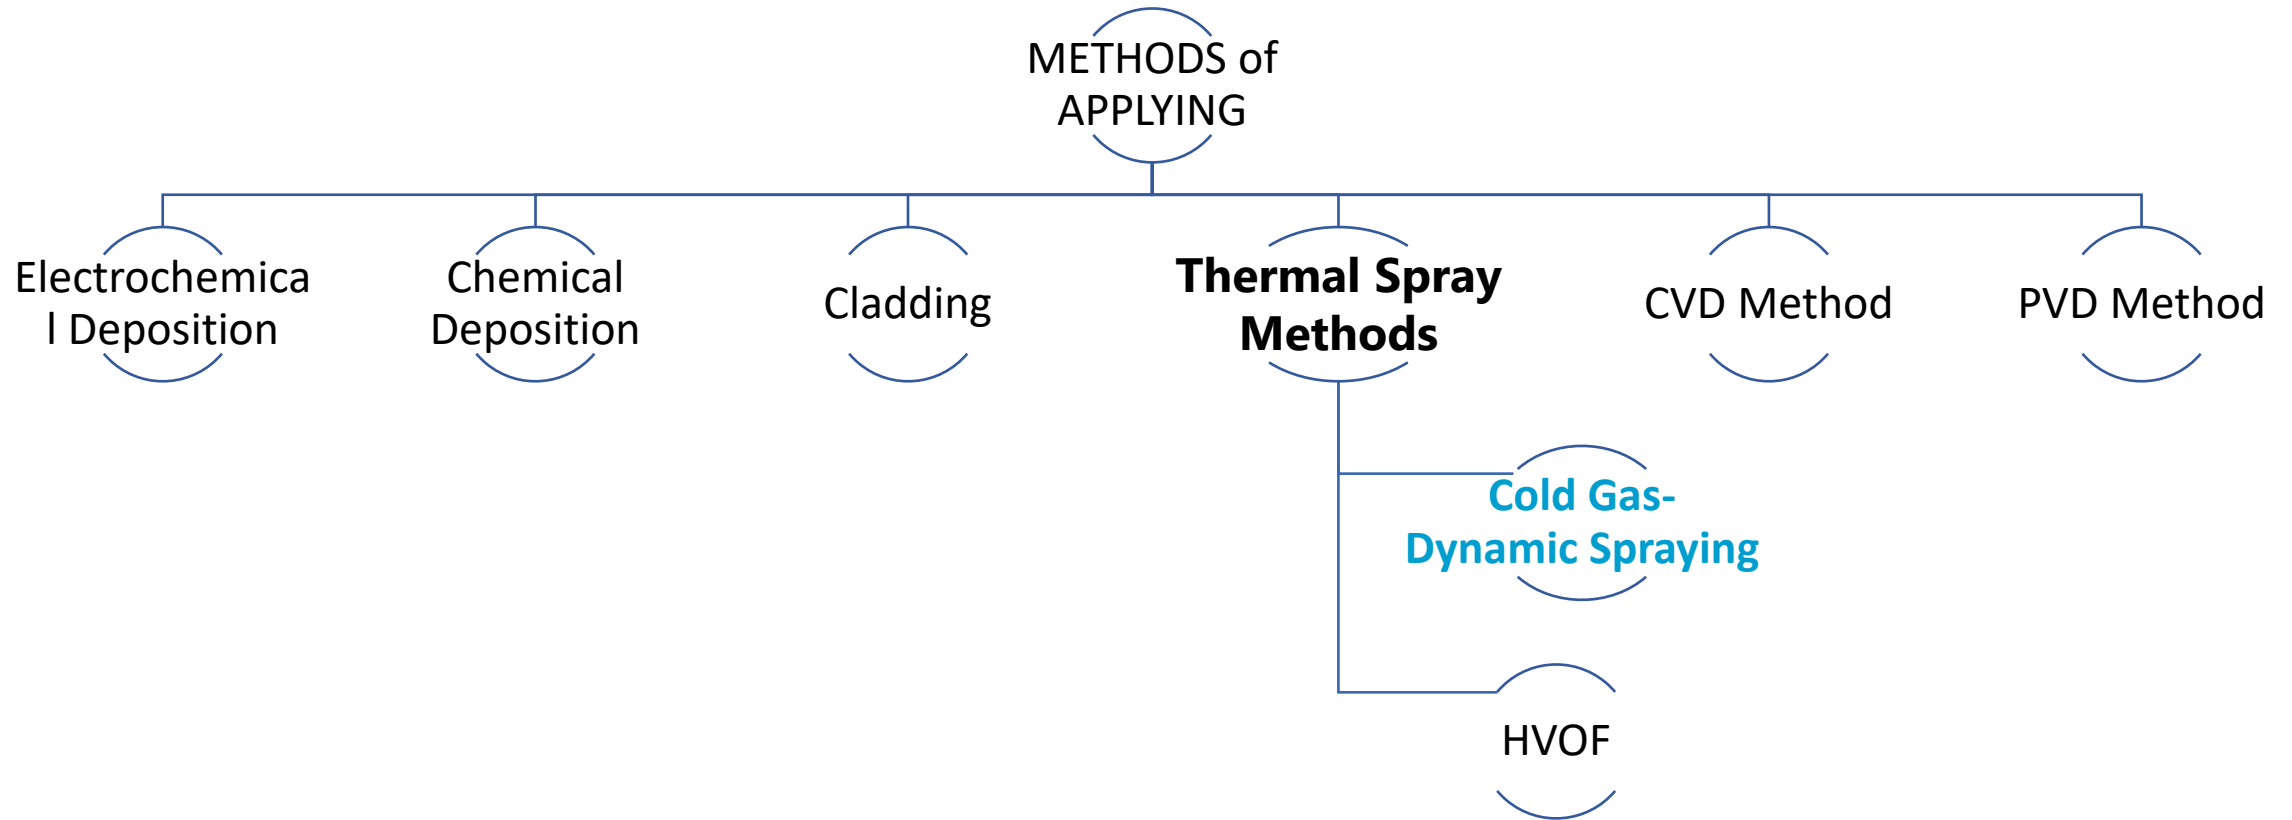 METHODS of
APPLYING
Electrochemica
l Deposition
Chemical
Deposition
Cladding
Thermal Spray
Methods
CVD Method
PVD Method
Cold Gas-
Dynamic Spraying
HVOF